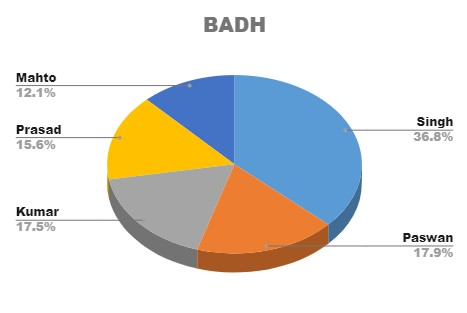 BADH
Mahto
12.1%
Singh
36.8%
Prasad
15.6%
Kumar
17.5%
Paswan
17.9%